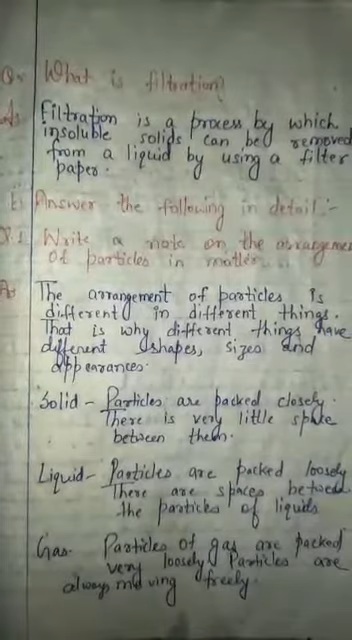 Q. What is filtration?
As Filtration is a process by which
insoluble solids can be removed
from a liquid by using a filter
paper.
E. Answer the following in detail :-
Q.1 Write a note on the arrangeme
of particles in matter.
As The arrangement of particles is
different in different things.
That is why different things have
different shapes, sizes and
appearances.
Solid - Particles are packed closely.
There is very little space
between them.
Liquid - Particles are packed loosely
There are spaces between
the particles of liquids
Gas. Particles of gas are packed
very loosely Particles are
always moving freely.